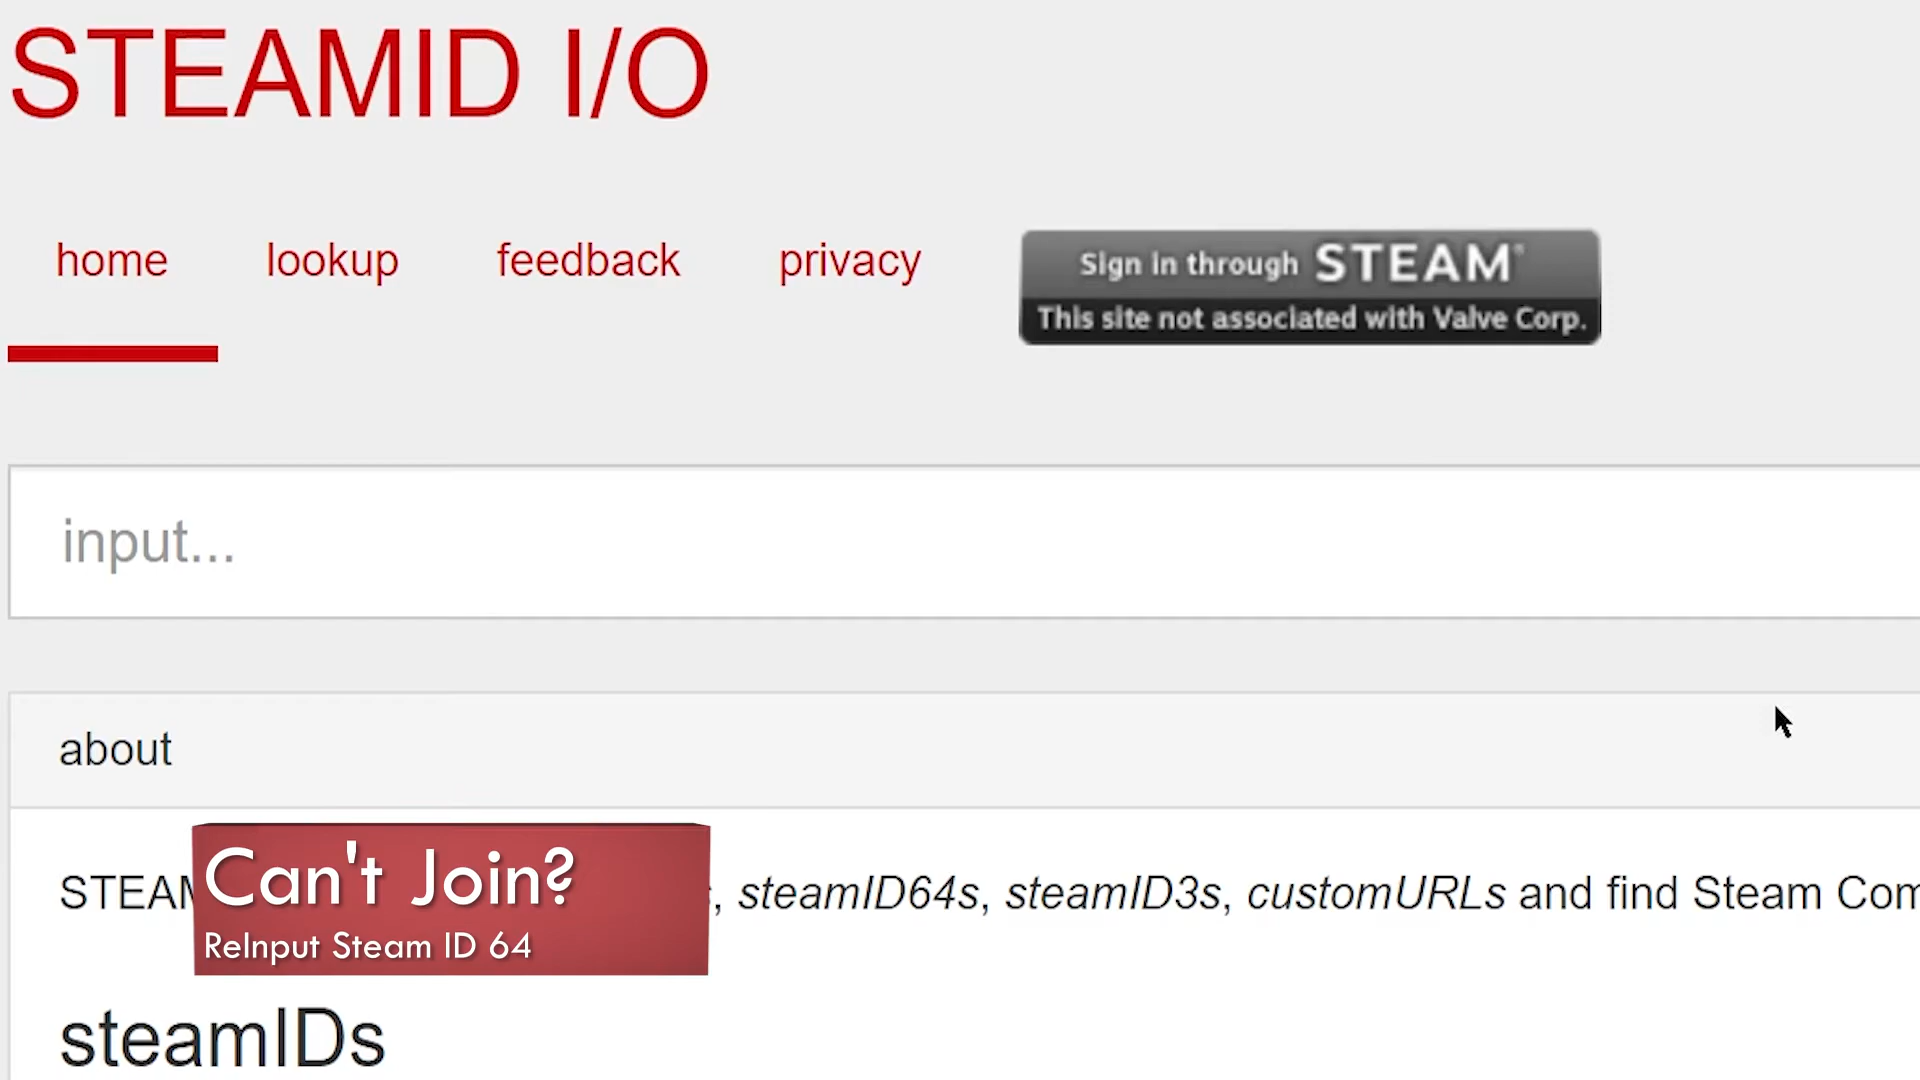 STEAMID I/O
home lookup feedback privacy
Sign in through STEAM®
This site not associated with Valve Corp.
input...
about
Can't Join?
STEAM , steamID64s, steamID3s, customURLs and find Steam Com
ReInput Steam ID 64
steamIDs